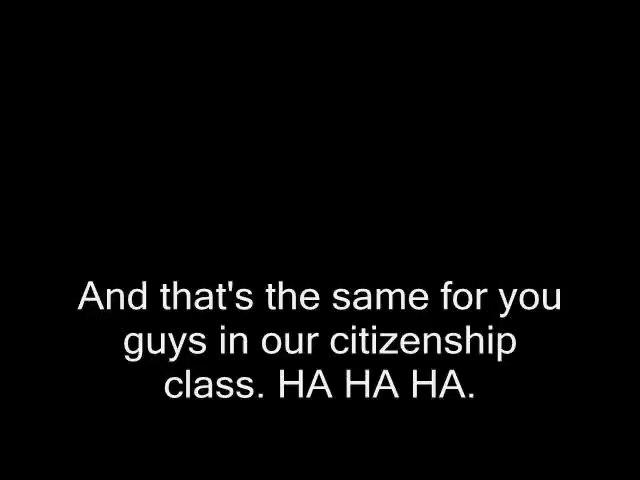 And that's the same for you
guys in our citizenship
class. HA HA HA.